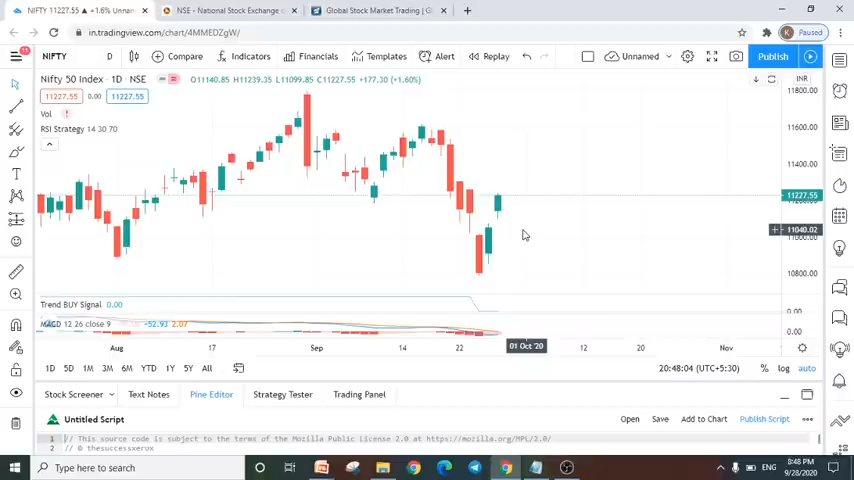 NIFTY 11227.55 ▲ +1.6% Unnam
NSE - National Stock Exchange o
Global Stock Market Trading | Gl
in.tradingview.com/chart/4MMEDZgW/
Paused
11
NIFTY
D
Compare
Indicators
Financials
Templates
Alert
Replay
Unnamed
Publish
Nifty 50 Index · 1D · NSE
O11140.85 H11239.35 L11099.85 C11227.55 +177.30 (+1.60%)
INR
11227.55 0.00 11227.55
Vol
RSI Strategy 14 30 70
11800.00
11600.00
11400.00
11227.55
11040.02
11000.00
10800.00
Trend BUY Signal 0.00
0.00
MACD 12 26 close 9 -52.93 2.07
0.00
Aug 17 Sep 14 22 01 Oct '20 12 20 Nov
1D 5D 1M 3M 6M YTD 1Y 5Y All
20:48:04 (UTC+5:30) % log auto
Stock Screener Text Notes Pine Editor Strategy Tester Trading Panel
Untitled Script
Open Save Add to Chart Publish Script
1 // This source code is subject to the terms of the Mozilla Public License 2.0 at https://mozilla.org/MPL/2.0/
2 // © thesuccessxerox
Type here to search
ENG
8:48 PM
9/28/2020